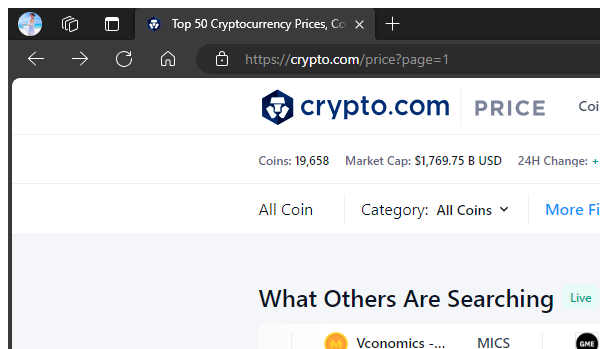 Top 50 Cryptocurrency Prices, Co
https://crypto.com/price?page=1
crypto.com PRICE Coi
Coins: 19,658 Market Cap: $1,769.75 B USD 24H Change: +
All Coin Category: All Coins More Fi
What Others Are Searching Live
Vconomics -... MICS GME